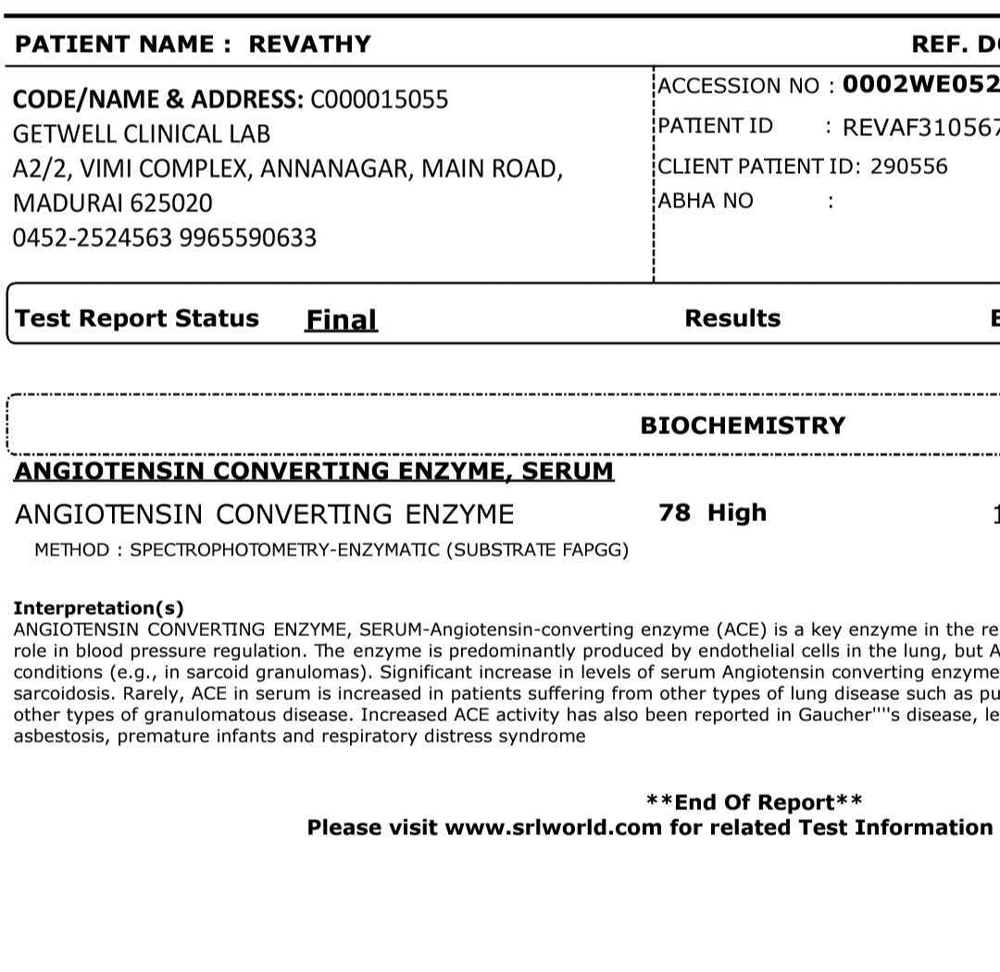 PATIENT NAME : REVATHY
REF.
CODE/NAME & ADDRESS: C000015055
GETWELL CLINICAL LAB
A2/2, VIMI COMPLEX, ANNANAGAR, MAIN ROAD,
MADURAI 625020
0452-2524563 9965590633
ACCESSION NO : 0002WE052
PATIENT ID : REVAF310567
CLIENT PATIENT ID: 290556
ABHA NO :
Test Report Status Final Results
BIOCHEMISTRY
ANGIOTENSIN CONVERTING ENZYME, SERUM
ANGIOTENSIN CONVERTING ENZYME 78 High
METHOD : SPECTROPHOTOMETRY-ENZYMATIC (SUBSTRATE FAPGG)
Interpretation(s)
ANGIOTENSIN CONVERTING ENZYME, SERUM-Angiotensin-converting enzyme (ACE) is a key enzyme in the re
role in blood pressure regulation. The enzyme is predominantly produced by endothelial cells in the lung, but A
conditions (e.g., in sarcoid granulomas). Significant increase in levels of serum Angiotensin converting enzyme
sarcoidosis. Rarely, ACE in serum is increased in patients suffering from other types of lung disease such as pu
other types of granulomatous disease. Increased ACE activity has also been reported in Gaucher''''s disease, le
asbestosis, premature infants and respiratory distress syndrome
**End Of Report**
Please visit www.srlworld.com for related Test Information